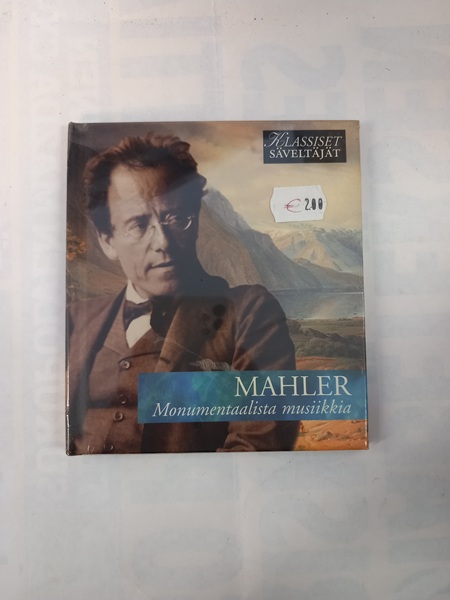 KLASSISET
SÄVELTÄJÄT
€ 2.00
MAHLER
Monumentaalista musiikkia